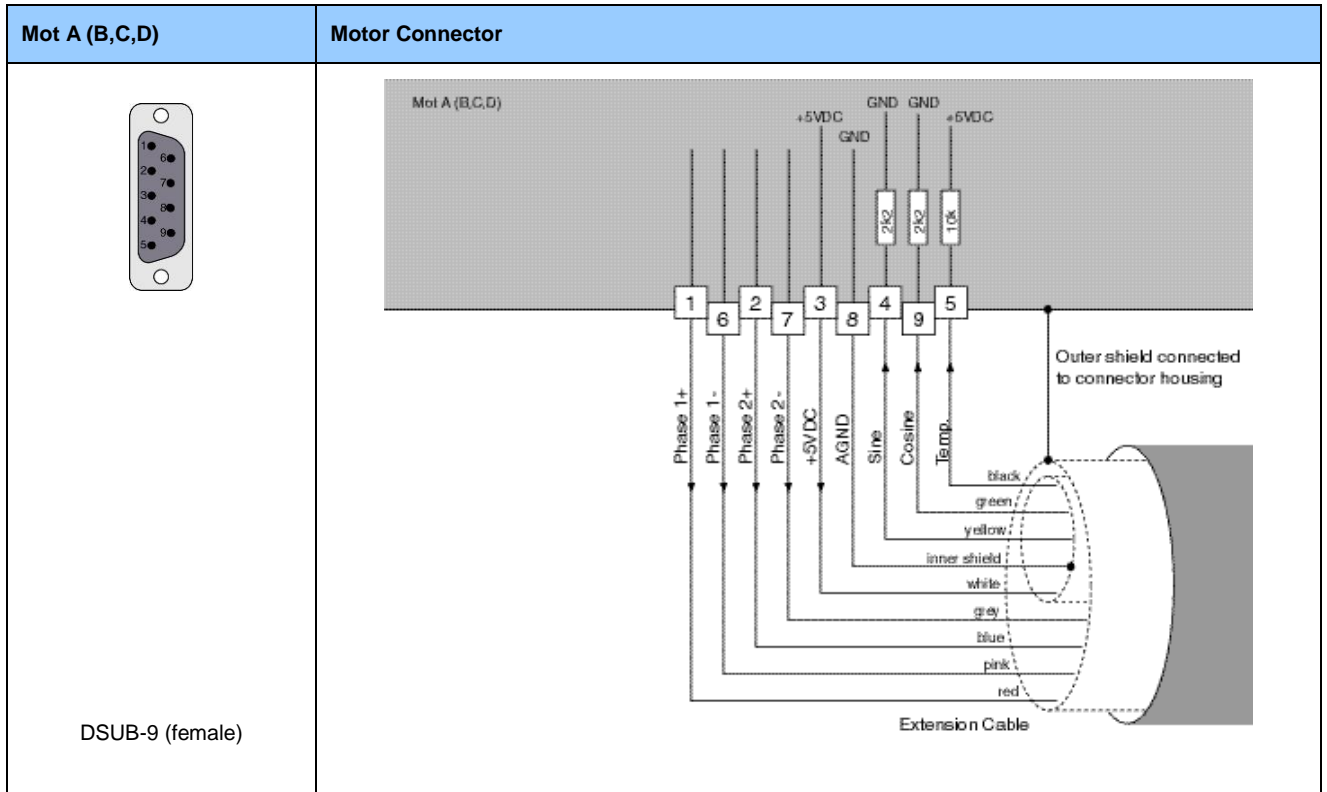 Mot A (B,C,D)
Motor Connector
1
6
2
7
3
8
4
9
5
DSUB-9 (female)
Mot A (B,C,D)
+5VDC
GND
GND
GND
+5VDC
2k2
2k2
10k
1
6
2
7
3
8
4
9
5
Phase 1+
Phase 1-
Phase 2+
Phase 2-
+5VDC
AGND
Sine
Cosine
Temp.
Outer shield connected
to connector housing
black
green
yellow
inner shield
white
grey
blue
pink
red
Extension Cable